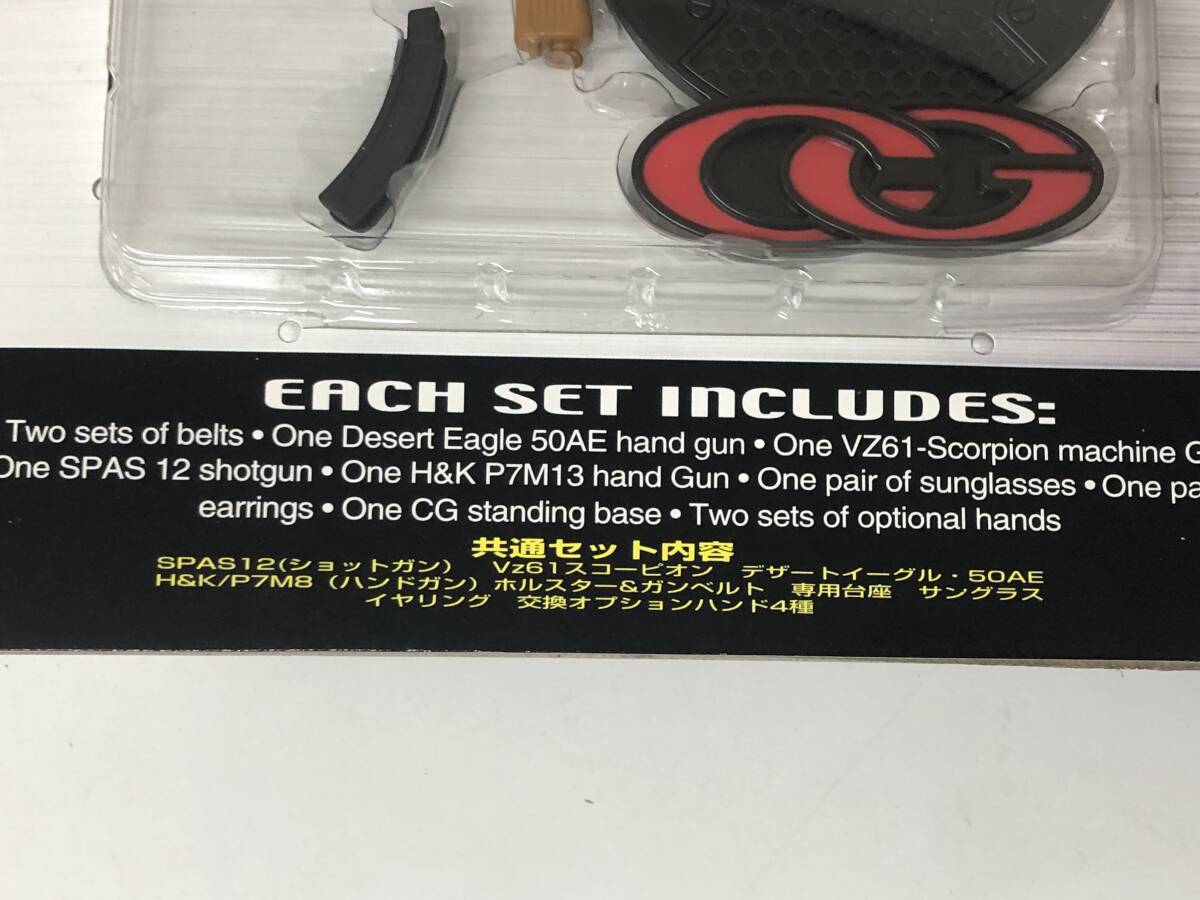 CG
EACH SET INCLUDES:
Two sets of belts • One Desert Eagle 50AE hand gun • One VZ61-Scorpion machine G
One SPAS 12 shotgun • One H&K P7M13 hand Gun • One pair of sunglasses • One pa
earrings • One CG standing base • Two sets of optional hands
共通セット内容
SPAS12(ショットガン) Vz61スコーピオン デザートイーグル・50AE
H&K/P7M8（ハンドガン）ホルスター&ガンベルト 専用台座 サングラス
イヤリング 交換オプションハンド4種